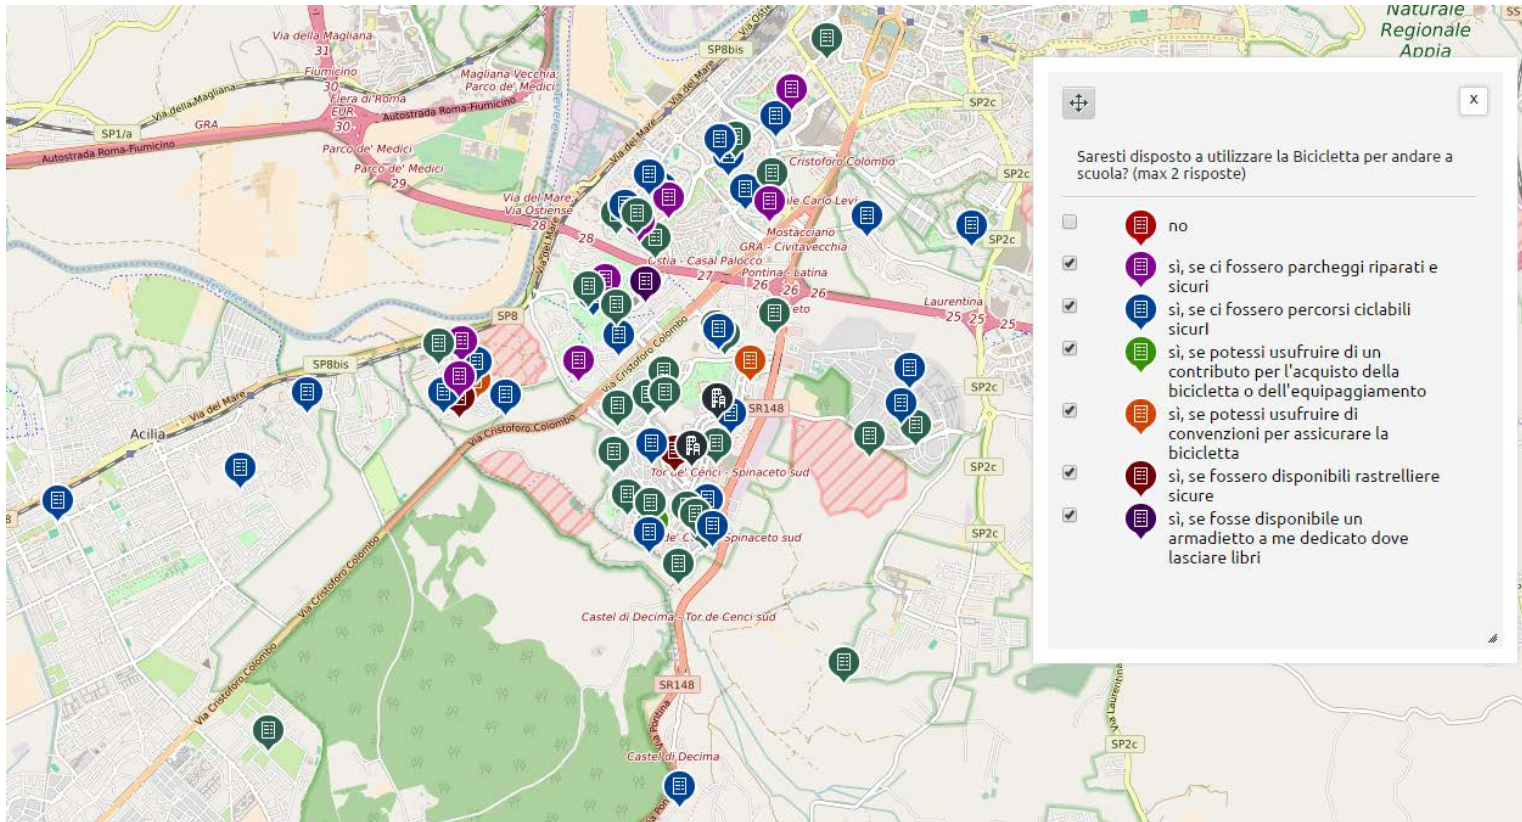 Via della Magliana
31
Fiumicino
30
Fiera di Roma
EUR
30
Autostrada Roma-Fiumicino
Magliana Vecchia;
Parco de' Medici
SP8bis
Via Ostiense
Via del Mare
Tevere
Via della Magliana
GRA
SP1/a
Autostrada Roma-Fiumicino
Parco de' Medici
Parco de' Medici
29
Via del Mare;
Via Ostiense
28
28
Via del Mare
Cristoforo Colombo
SP2c
SP2c
SP2c
Viale Carlo Levi
Mostacciano
GRA - Civitavecchia
Ostia - Casal Palocco
27
Pontina - Latina
26
26
26
Laurentina
25
25
25
SP8
SP8bis
Via del Mare
Via Cristoforo Colombo
Via Cristoforo Colombo
Acilia
8
SR148
SP2c
SP2c
SP2c
Tor de' Cenci - Spinaceto sud
Spinaceto sud
Castel di Decima - Tor de Cenci sud
SR148
Via Pontina
Castel di Decima
Via Cristoforo Colombo
Via Laurentina
SP2c
Naturale
Regionale
Appia
SS
x
Saresti disposto a utilizzare la Bicicletta per andare a
scuola? (max 2 risposte)
no
sì, se ci fossero parcheggi riparati e
sicuri
sì, se ci fossero percorsi ciclabili
sicurI
sì, se potessi usufruire di un
contributo per l'acquisto della
bicicletta o dell'equipaggiamento
sì, se potessi usufruire di
convenzioni per assicurare la
bicicletta
sì, se fossero disponibili rastrelliere
sicure
sì, se fosse disponibile un
armadietto a me dedicato dove
lasciare libri